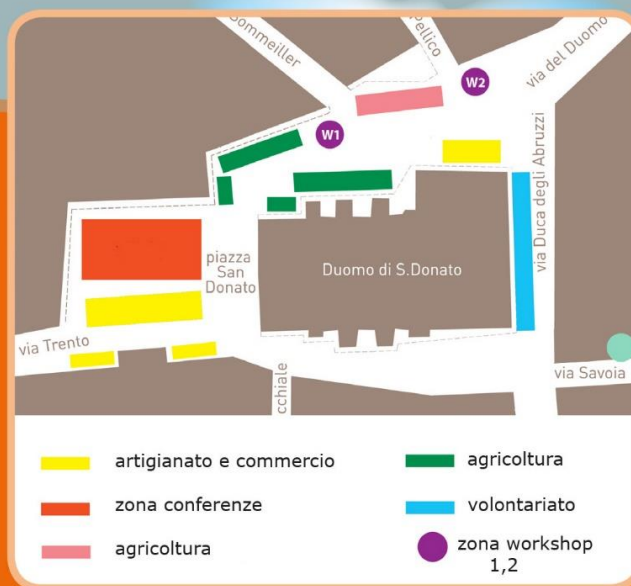 Sommeiller
Pellico
via del Duomo
W2
W1
via Duca degli Abruzzi
piazza
San
Donato
Duomo di S.Donato
via Trento
cchiale
via Savoia
artigianato e commercio
zona conferenze
agricoltura
agricoltura
volontariato
zona workshop
1,2